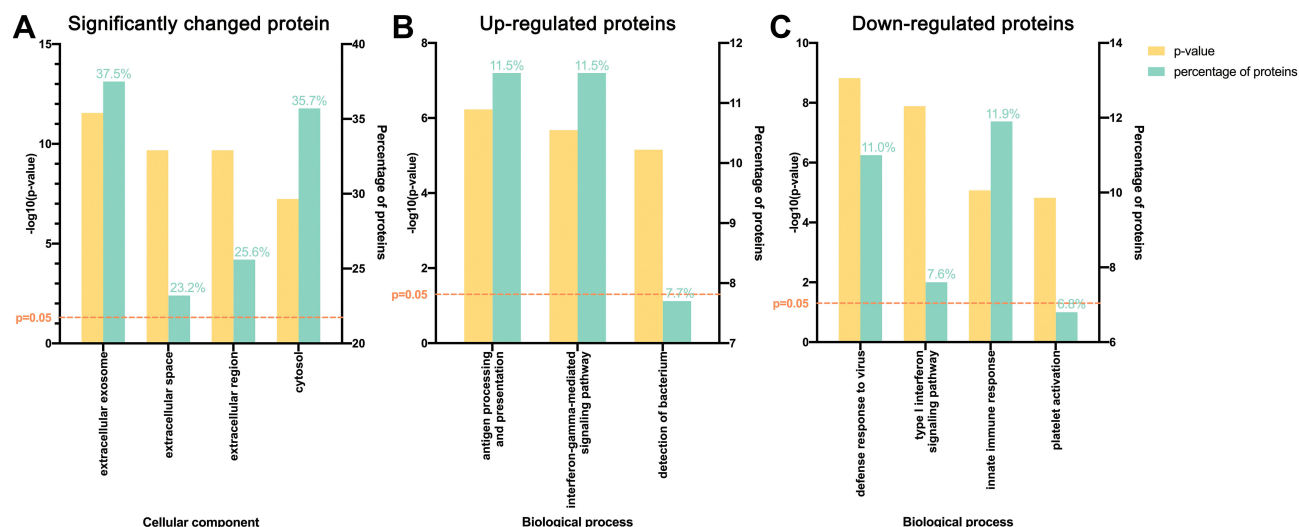 A Significantly changed protein
15
10
5
0
-log10(p-value)
40
35
30
25
20
Percentage of proteins
37.5%
23.2%
25.6%
35.7%
p=0.05
extracellular exosome
extracellular space
extracellular region
cytosol
Cellular component
B Up-regulated proteins
8
6
4
2
0
-log10(p-value)
12
11
10
9
8
7
Percentage of proteins
11.5%
11.5%
7.7%
p=0.05
antigen processing
and presentation
interferon-gamma-mediated
signaling pathway
detection of bacterium
Biological process
C Down-regulated proteins
10
8
6
4
2
0
-log10(p-value)
14
12
10
8
6
Percentage of proteins
11.0%
7.6%
11.9%
6.8%
p=0.05
defense response to virus
type I interferon
signaling pathway
innate immune response
platelet activation
Biological process
p-value
percentage of proteins